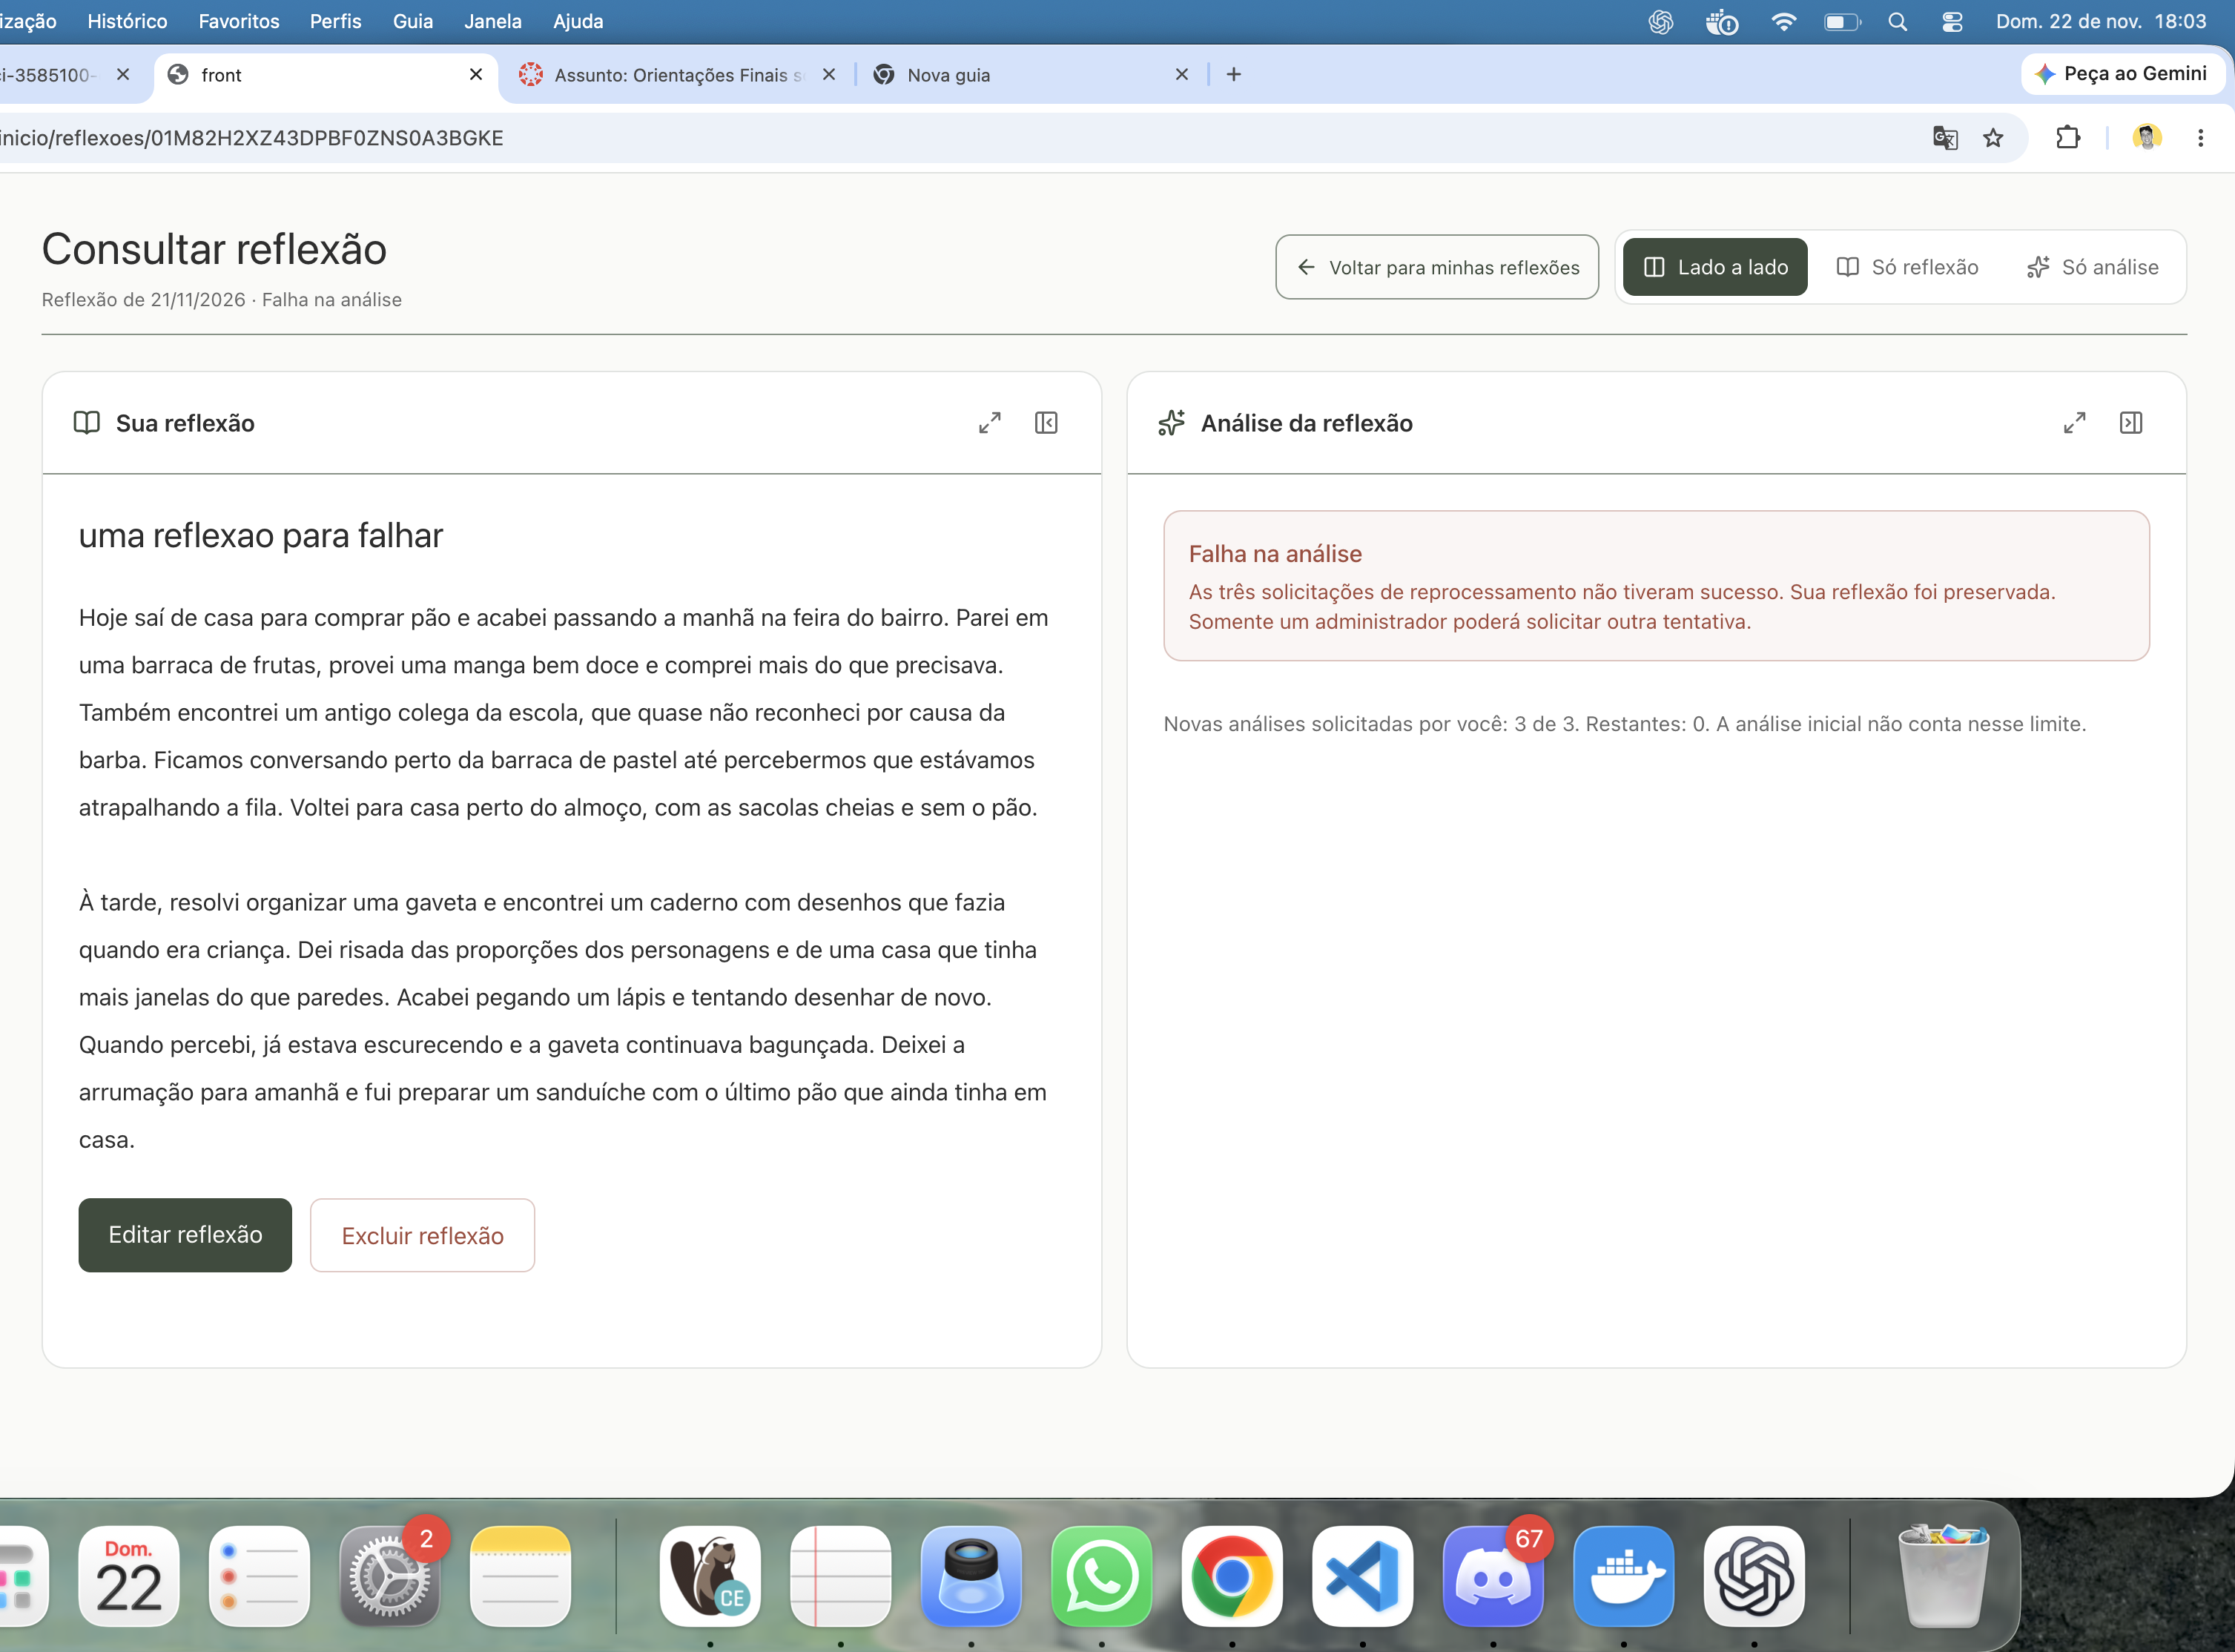 ização Histórico Favoritos Perfis Guia Janela Ajuda Dom. 22 de nov. 18:03
ci-3585100- front Assunto: Orientações Finais s Nova guia Peça ao Gemini
inicio/reflexoes/01M82H2XZ43DPBF0ZNS0A3BGKE
Consultar reflexão
Reflexão de 21/11/2026 · Falha na análise
Voltar para minhas reflexões Lado a lado Só reflexão Só análise
Sua reflexão
uma reflexao para falhar
Hoje saí de casa para comprar pão e acabei passando a manhã na feira do bairro. Parei em
uma barraca de frutas, provei uma manga bem doce e comprei mais do que precisava.
Também encontrei um antigo colega da escola, que quase não reconheci por causa da
barba. Ficamos conversando perto da barraca de pastel até percebermos que estávamos
atrapalhando a fila. Voltei para casa perto do almoço, com as sacolas cheias e sem o pão.
À tarde, resolvi organizar uma gaveta e encontrei um caderno com desenhos que fazia
quando era criança. Dei risada das proporções dos personagens e de uma casa que tinha
mais janelas do que paredes. Acabei pegando um lápis e tentando desenhar de novo.
Quando percebi, já estava escurecendo e a gaveta continuava bagunçada. Deixei a
arrumação para amanhã e fui preparar um sanduíche com o último pão que ainda tinha em
casa.
Editar reflexão Excluir reflexão
Análise da reflexão
Falha na análise
As três solicitações de reprocessamento não tiveram sucesso. Sua reflexão foi preservada.
Somente um administrador poderá solicitar outra tentativa.
Novas análises solicitadas por você: 3 de 3. Restantes: 0. A análise inicial não conta nesse limite.
Dom.
22
2
CE
67